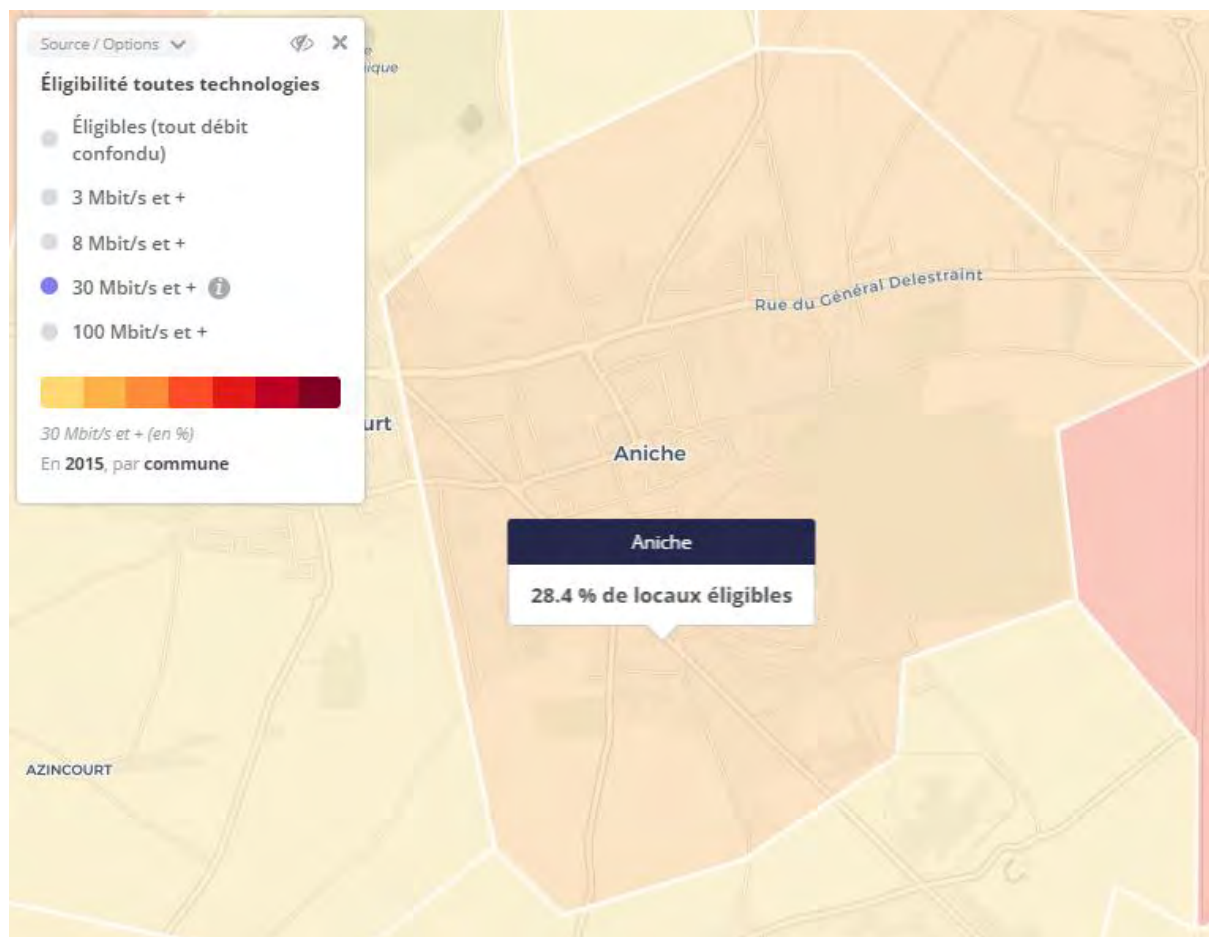 Source / Options
Éligibilité toutes technologies
Éligibles (tout débit
confondu)
3 Mbit/s et +
8 Mbit/s et +
30 Mbit/s et + i
100 Mbit/s et +
30 Mbit/s et + (en %)
En 2015, par commune
ique
urt
Rue du Général Delestraint
Aniche
Aniche
28.4 % de locaux éligibles
AZINCOURT